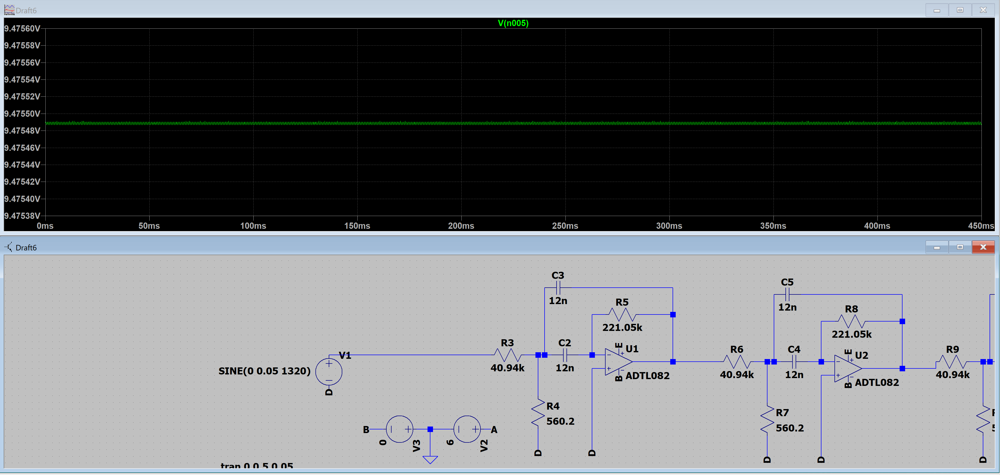 Draft6
V(n005)
9.47560V
9.47558V
9.47556V
9.47554V
9.47552V
9.47550V
9.47548V
9.47546V
9.47544V
9.47542V
9.47540V
9.47538V
0ms 50ms 100ms 150ms 200ms 250ms 300ms 350ms 400ms 450ms
Draft6
C3
12n
R5
221.05k
C5
12n
R8
221.05k
V1
SINE(0 0.05 1320)
D
R3
40.94k
C2
12n
E
U1
B
ADTL082
R6
40.94k
C4
12n
E
U2
B
ADTL082
R9
40.94k
R4
560.2
D
D
R7
560.2
D
D
D
B
0
V3
6
V2
A
tran 0 0.5 0.05